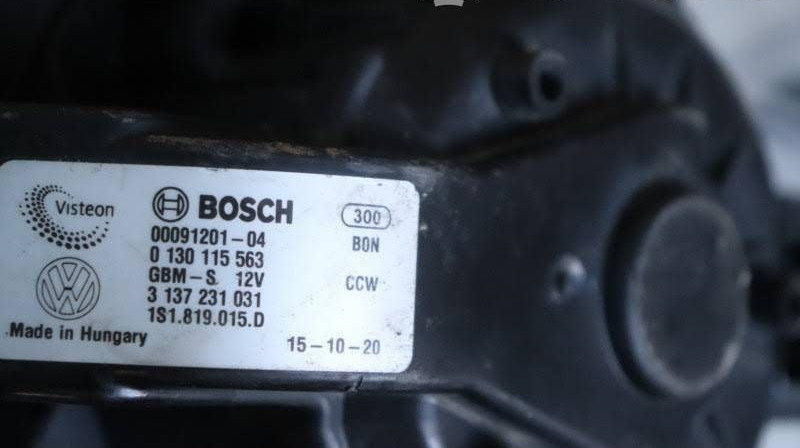 Visteon
BOSCH
300
00091201-04
BON
0 130 115 563
GBM-S 12V
CCW
3 137 231 031
1S1.819.015.D
Made in Hungary
15-10-20